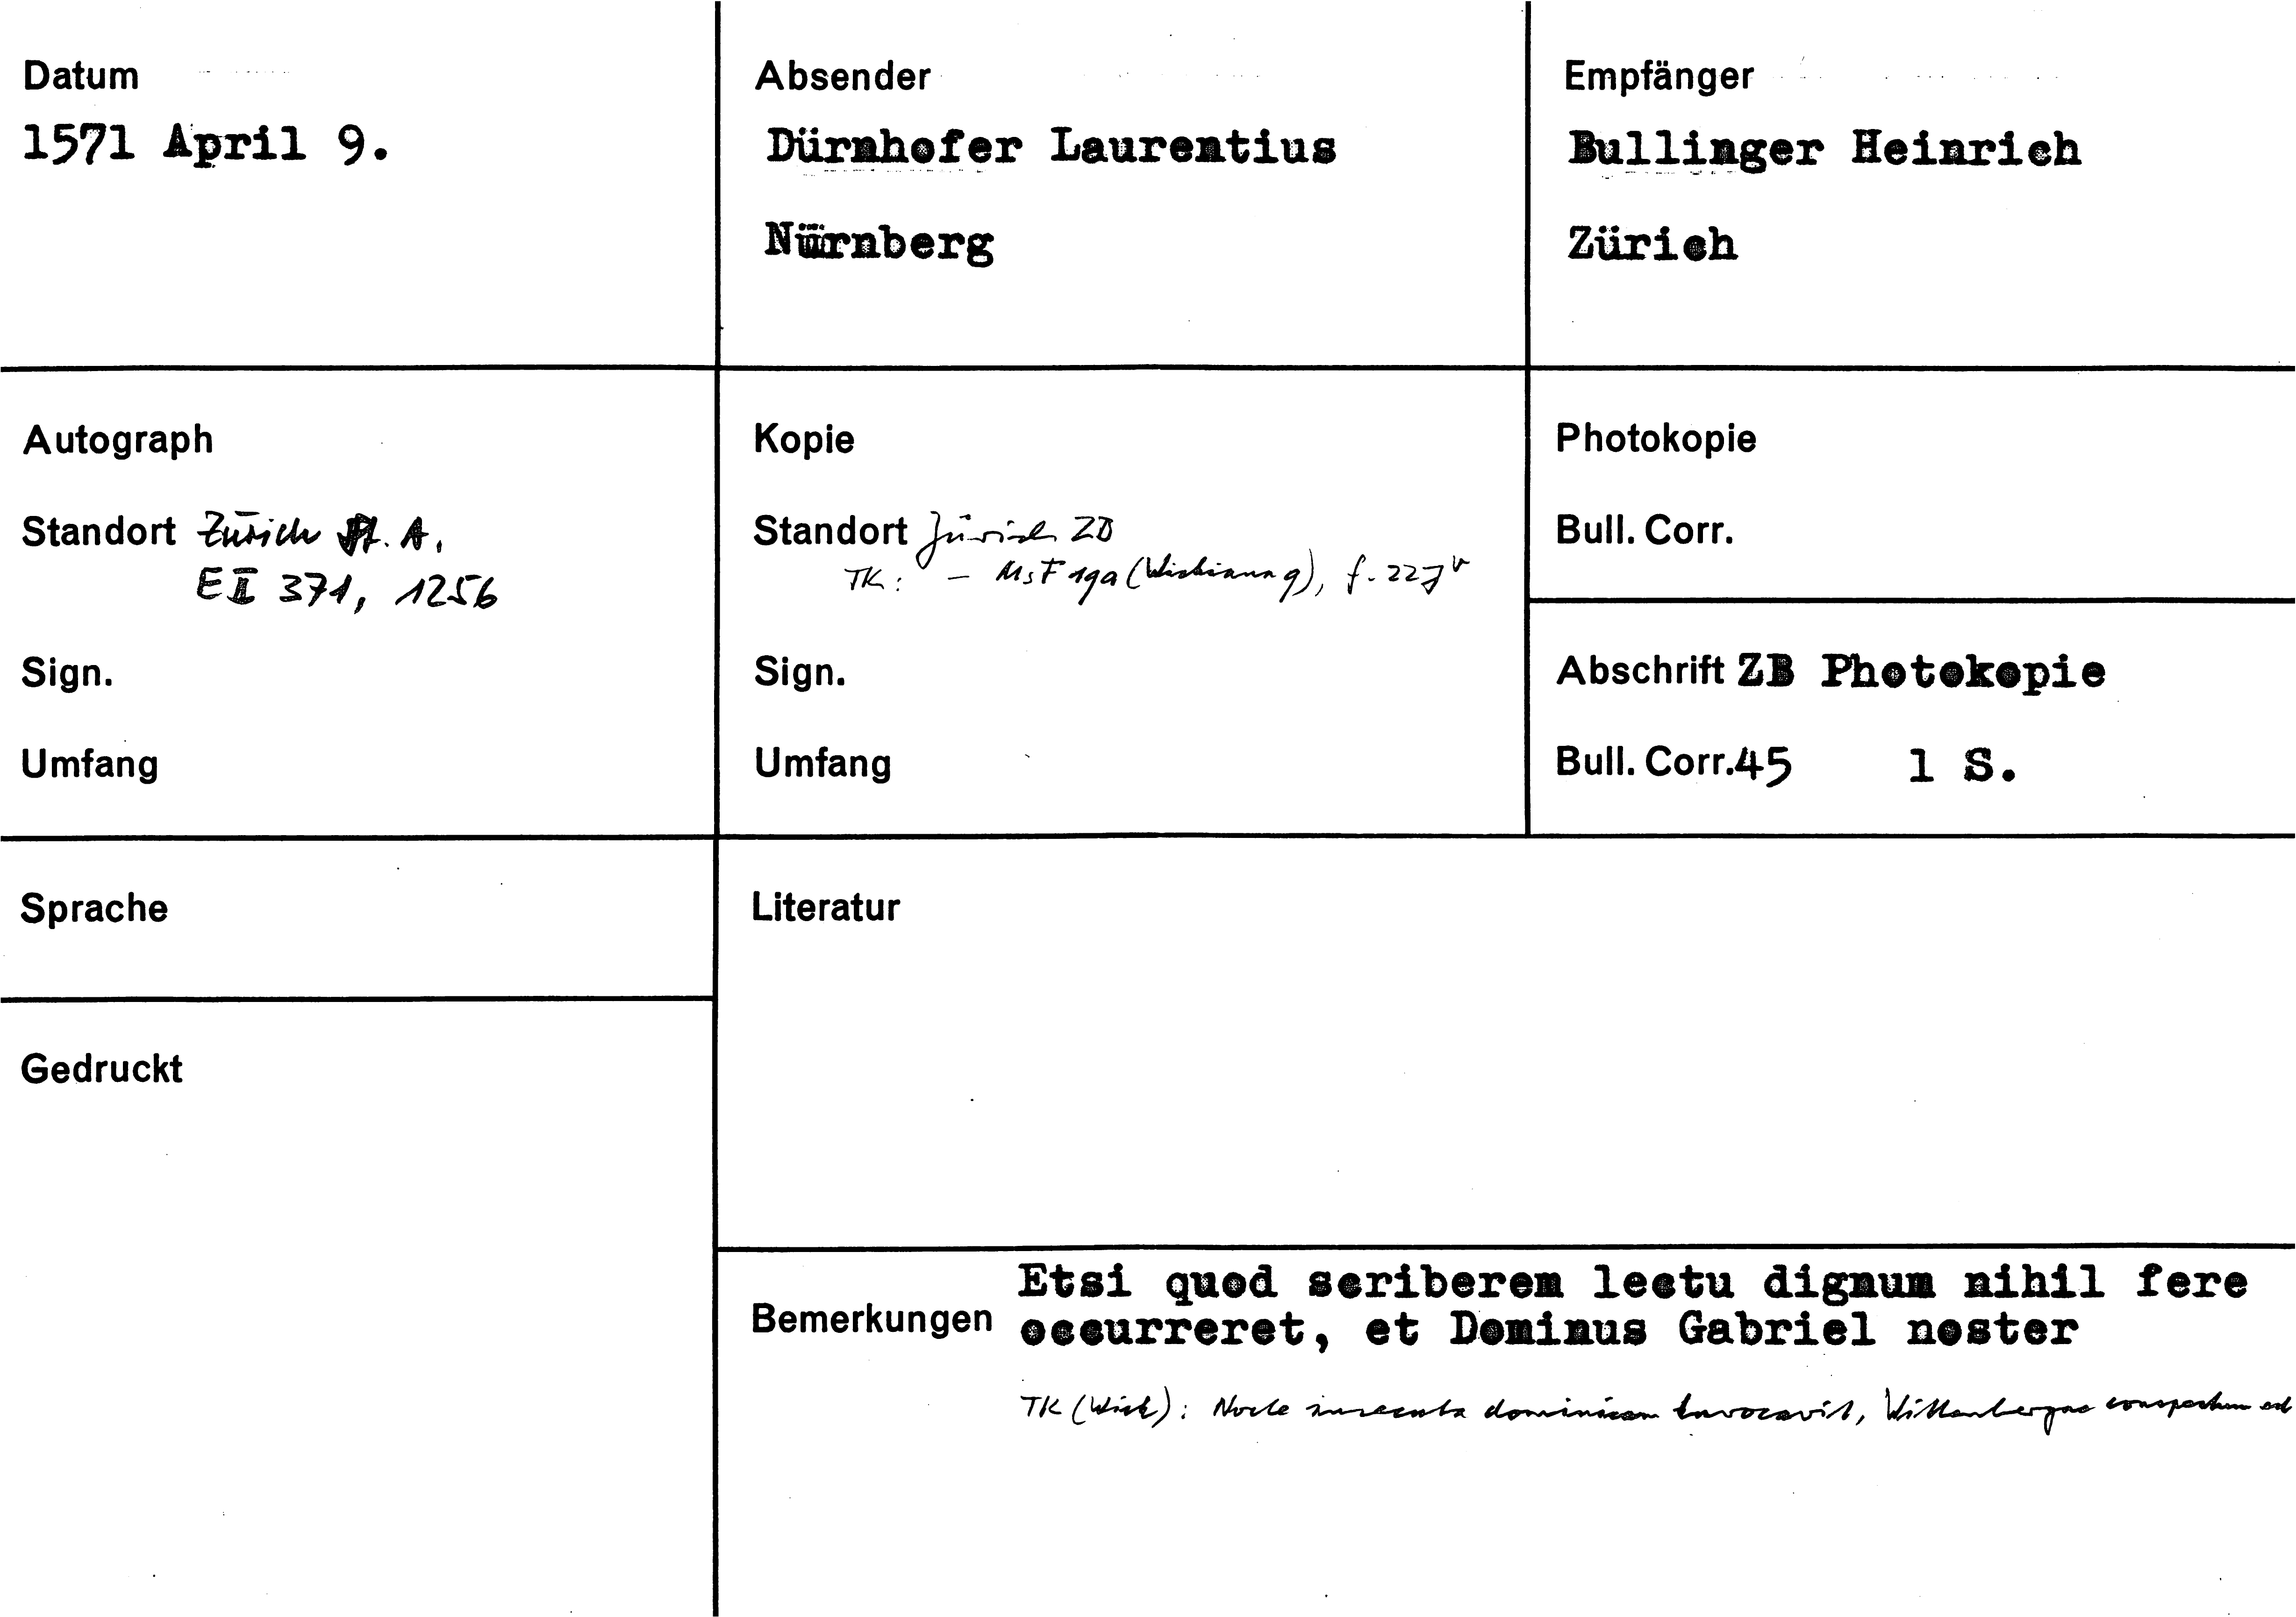 Datum
1571 April 9.
Absender
Dürnhofer Laurentius
Nürnberg
Empfänger
Bullinger Heinrich
Zürich
Autograph
Standort Zürich St. A.
E II 371, 1256
Sign.
Umfang
Kopie
Standort Zürich ZB
TK: - Ms F 19a (Wickiana 9), f. 227v
Sign.
Umfang
Photokopie
Bull. Corr.
Abschrift ZB Photokopie
Bull. Corr. 45 1 S.
Sprache
Literatur
Gedruckt
Bemerkungen
Etsi quod scriberem lectu dignum nihil fere
occurreret, et Dominus Gabriel noster
TK (Wick): Nocte insecuta dominicam Invocavit, Wittenbergae conspectum est